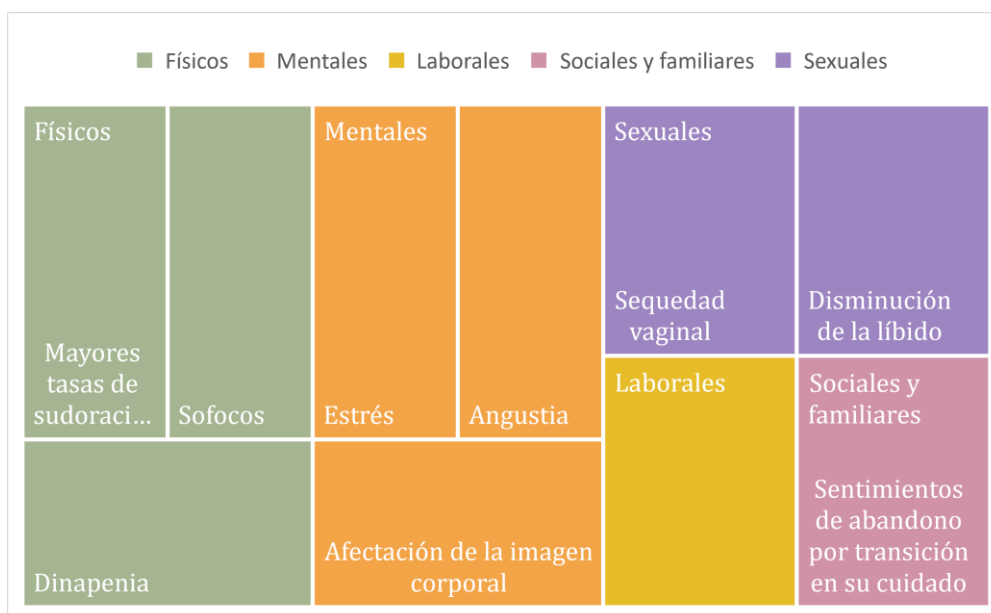 Físicos Mentales Laborales Sociales y familiares Sexuales
Físicos
Mayores
tasas de
sudoraci...
Sofocos
Dinapenia
Mentales
Estrés
Angustia
Afectación de la imagen
corporal
Sexuales
Sequedad
vaginal
Disminución
de la líbido
Laborales
Sociales y
familiares
Sentimientos
de abandono
por transición
en su cuidado